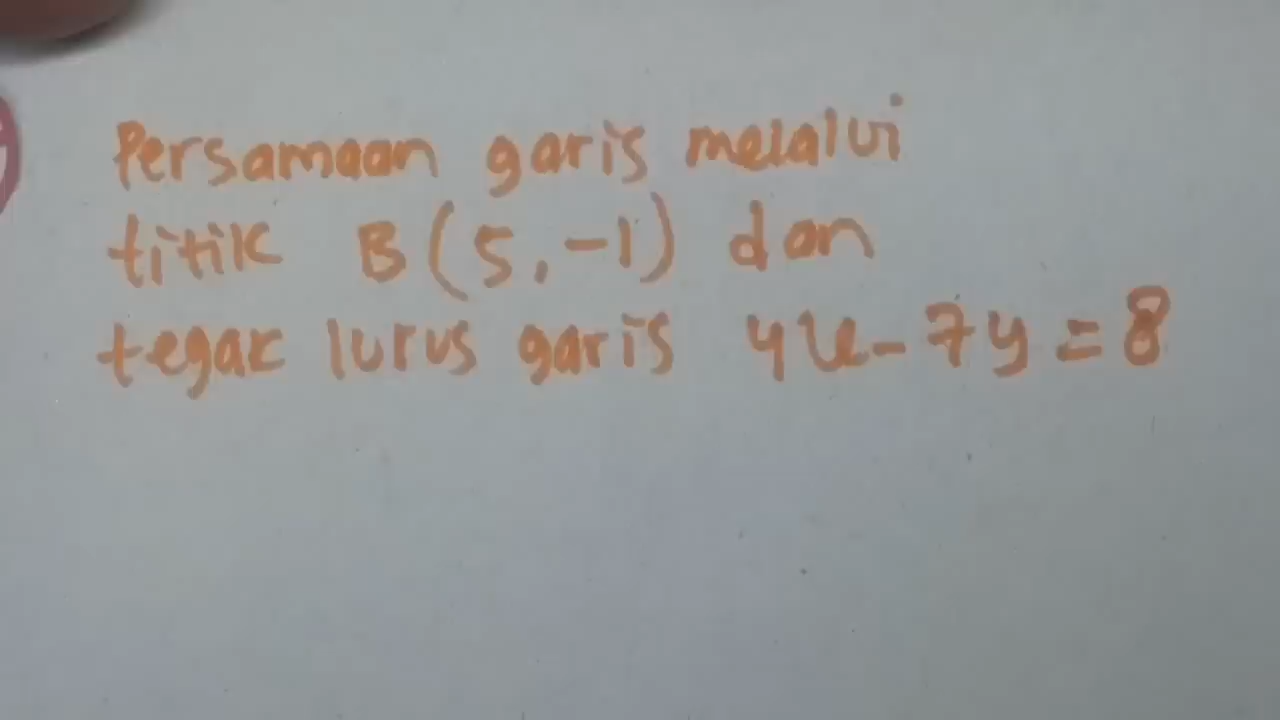 Persamaan garis melalui
titik B(5,-1) dan
tegak lurus garis 4x-7y=8